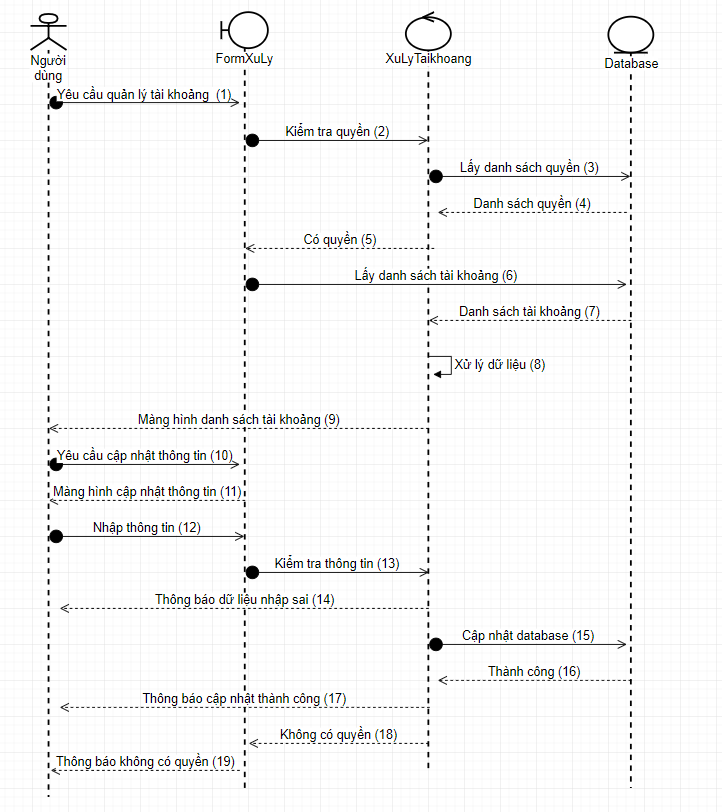 Người
dùng
FormXuLy
XuLyTaikhoang
Database
Yêu cầu quản lý tài khoảng (1)
Kiểm tra quyền (2)
Lấy danh sách quyền (3)
Danh sách quyền (4)
Có quyền (5)
Lấy danh sách tài khoảng (6)
Danh sách tài khoảng (7)
Xử lý dữ liệu (8)
Màng hình danh sách tài khoảng (9)
Yêu cầu cập nhật thông tin (10)
Màng hình cập nhật thông tin (11)
Nhập thông tin (12)
Kiểm tra thông tin (13)
Thông báo dữ liệu nhập sai (14)
Cập nhật database (15)
Thành công (16)
Thông báo cập nhật thành công (17)
Không có quyền (18)
Thông báo không có quyền (19)